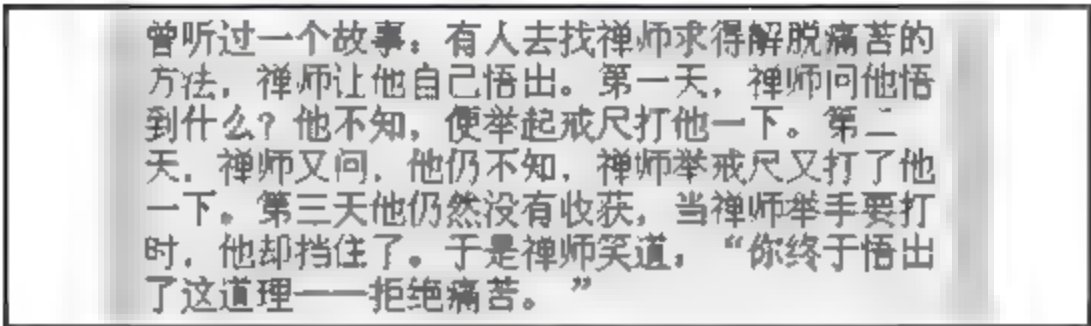 曾听过一个故事：有人去找禅师求得解脱痛苦的
方法，禅师让他自己悟出。第一天，禅师问他悟
到什么？他不知，便举起戒尺打他一下。第二
天，禅师又问，他仍不知，禅师举戒尺又打了他
一下。第三天他仍然没有收获，当禅师举手要打
时，他却挡住了。于是禅师笑道：“你终于悟出
了这道理——拒绝痛苦。”